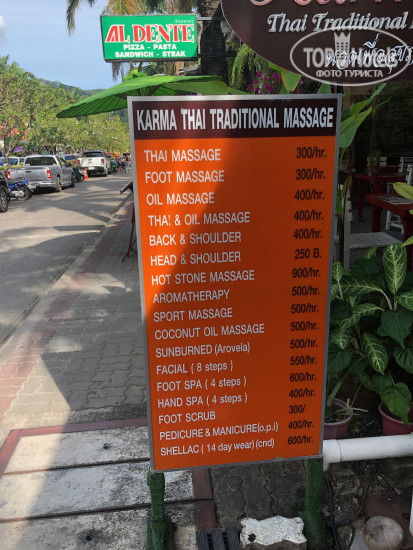 AL DENTE
PIZZA - PASTA
SANDWICH - STEAK
Thai Traditional
ТОПХОТЕЛС
ФОТО ТУРИСТА
KARMA THAI TRADITIONAL MASSAGE
THAI MASSAGE 300/hr.
FOOT MASSAGE 300/hr.
OIL MASSAGE 400/hr.
THAI & OIL MASSAGE 400/hr.
BACK & SHOULDER 400/hr.
HEAD & SHOULDER 250 B.
HOT STONE MASSAGE 900/hr.
AROMATHERAPY 500/hr.
SPORT MASSAGE 500/hr.
COCONUT OIL MASSAGE 500/hr.
SUNBURNED (Arovela) 500/hr.
FACIAL ( 8 steps ) 550/hr.
FOOT SPA ( 4 steps ) 600/hr.
HAND SPA ( 4 steps ) 400/hr.
FOOT SCRUB 300/
PEDICURE & MANICURE(o.p.i) 400/hr.
SHELLAC ( 14 day wear) (cnd) 600/hr.